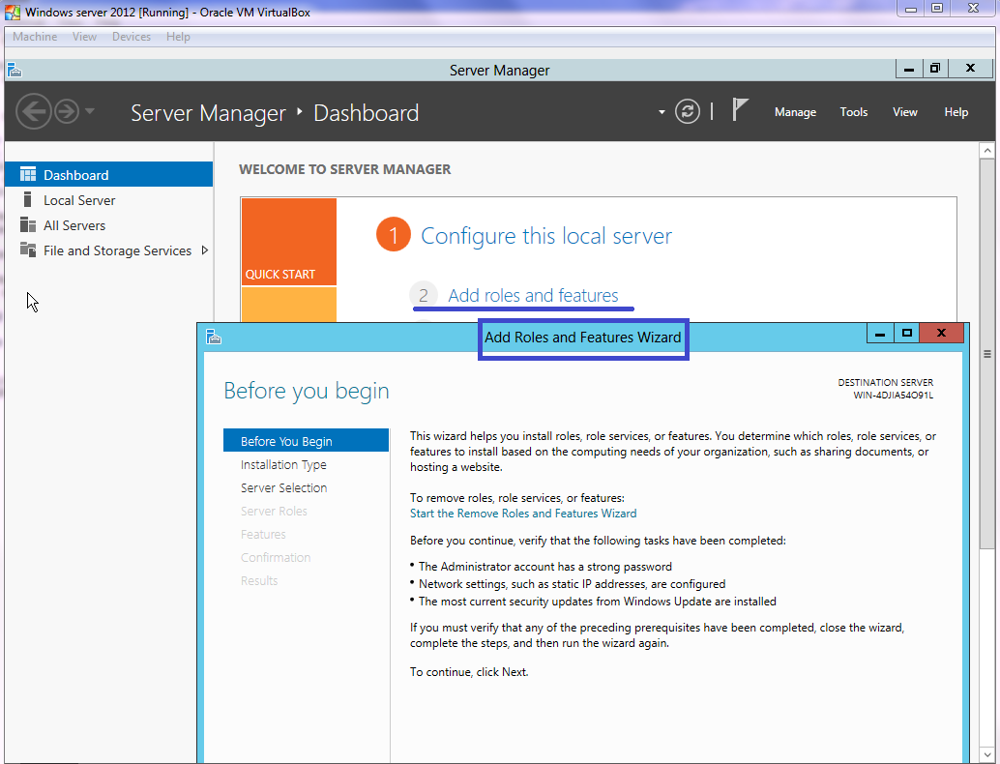 Windows server 2012 [Running] - Oracle VM VirtualBox
Machine View Devices Help
Server Manager
Server Manager ‣ Dashboard
Manage Tools View Help
Dashboard
Local Server
All Servers
File and Storage Services
WELCOME TO SERVER MANAGER
QUICK START
1 Configure this local server
2 Add roles and features
Add Roles and Features Wizard
Before you begin
DESTINATION SERVER
WIN-4DJIA54O91L
Before You Begin
Installation Type
Server Selection
Server Roles
Features
Confirmation
Results
This wizard helps you install roles, role services, or features. You determine which roles, role services, or
features to install based on the computing needs of your organization, such as sharing documents, or
hosting a website.
To remove roles, role services, or features:
Start the Remove Roles and Features Wizard
Before you continue, verify that the following tasks have been completed:
• The Administrator account has a strong password
• Network settings, such as static IP addresses, are configured
• The most current security updates from Windows Update are installed
If you must verify that any of the preceding prerequisites have been completed, close the wizard,
complete the steps, and then run the wizard again.
To continue, click Next.